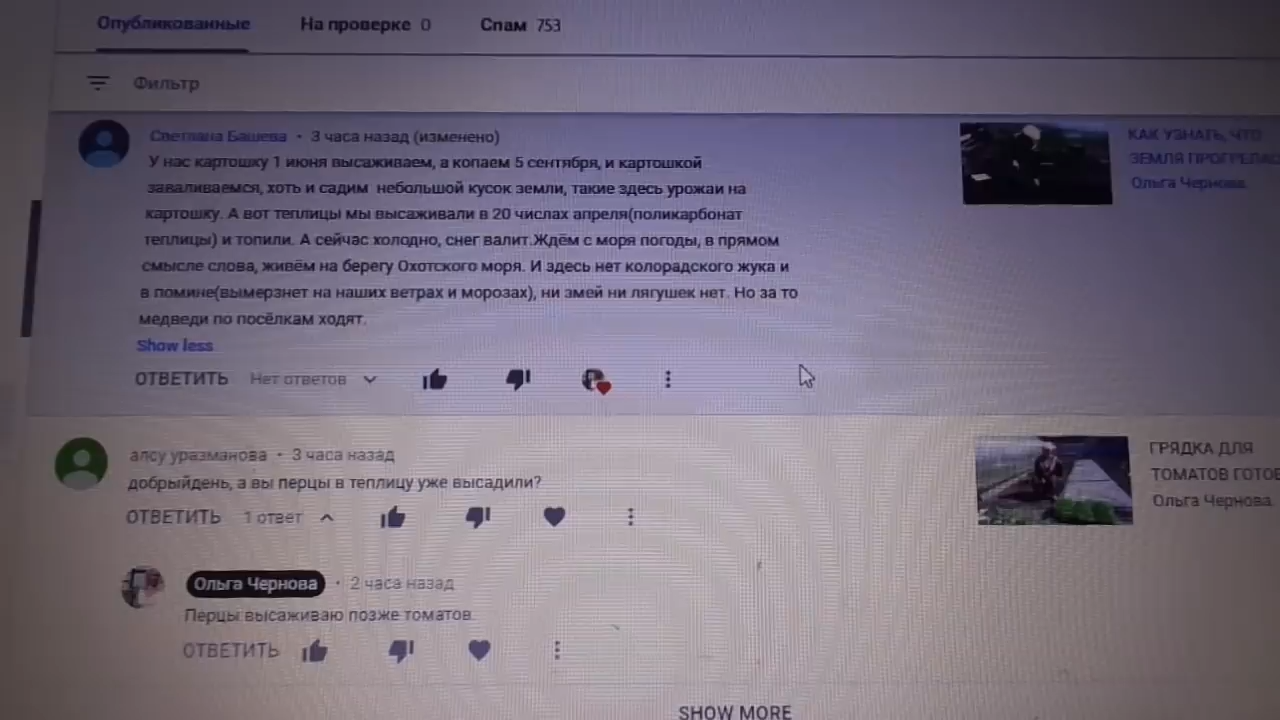 Опубликованные На проверке 0 Спам 753
Фильтр
Светлана Башева • 3 часа назад (изменено)
У нас картошку 1 июня высаживаем, а копаем 5 сентября, и картошкой
заваливаемся, хоть и садим небольшой кусок земли, такие здесь урожаи на
картошку. А вот теплицы мы высаживали в 20 числах апреля(поликарбонат
теплицы) и топили. А сейчас холодно, снег валит.Ждём с моря погоды, в прямом
смысле слова, живём на берегу Охотского моря. И здесь нет колорадского жука и
в помине(вымерзнет на наших ветрах и морозах), ни змей ни лягушек нет. Но за то
медведи по посёлкам ходят.
Show less
ОТВЕТИТЬ Нет ответов
КАК УЗНАТЬ, ЧТО
ЗЕМЛЯ ПРОГРЕЛАС
Ольга Чернова.
алсу уразманова • 3 часа назад
добрыйдень, а вы перцы в теплицу уже высадили?
ОТВЕТИТЬ 1 ответ
ГРЯДКА ДЛЯ
ТОМАТОВ ГОТОВ
Ольга Чернова.
Ольга Чернова • 2 часа назад
Перцы высаживаю позже томатов.
ОТВЕТИТЬ
SHOW MORE